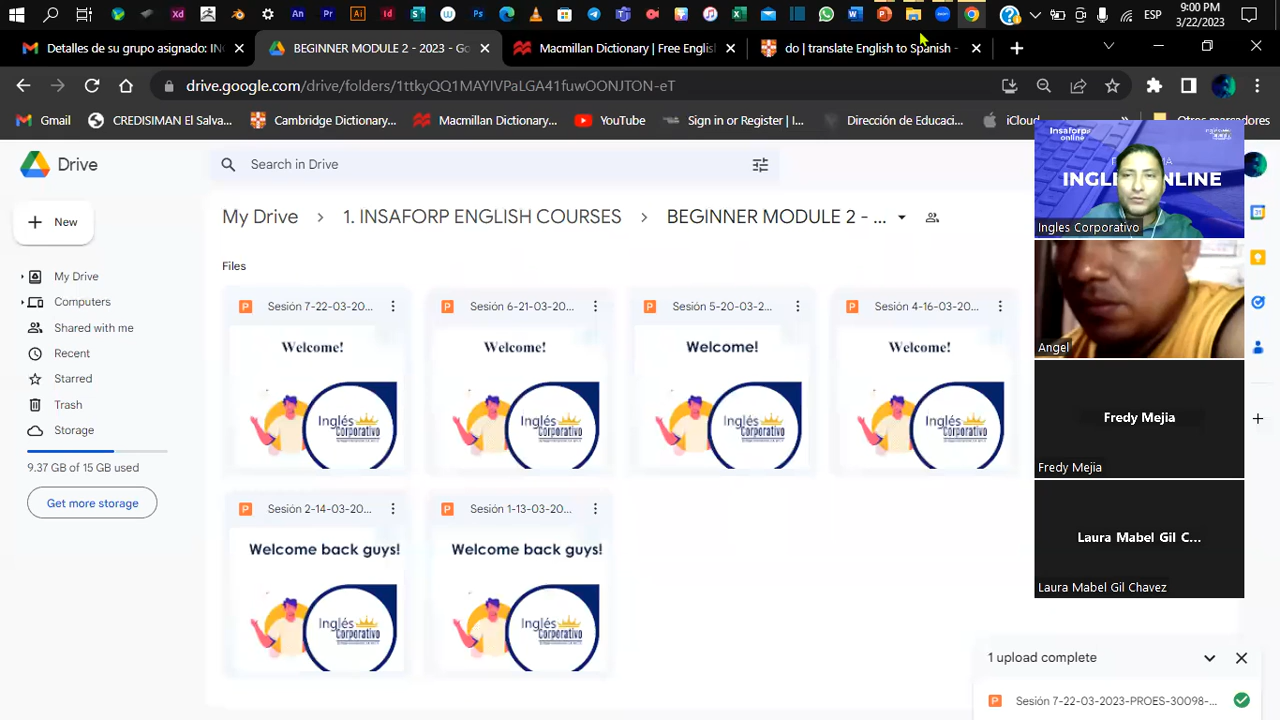 9:00 PM
ESP
3/22/2023
Detalles de su grupo asignado: IN
BEGINNER MODULE 2 - 2023 - Go
Macmillan Dictionary | Free Englis
do | translate English to Spanish -
drive.google.com/drive/folders/1ttkyQQ1MAYIVPaLGA41fuwOONJTON-eT
Gmail
CREDISIMAN El Salva...
Cambridge Dictionary...
Macmillan Dictionary...
YouTube
Sign in or Register | I...
Dirección de Educaci...
iCloud
Otros marcadores
Drive
Search in Drive
New
My Drive
1. INSAFORP ENGLISH COURSES
BEGINNER MODULE 2 - ...
My Drive
Computers
Shared with me
Recent
Starred
Trash
Storage
9.37 GB of 15 GB used
Get more storage
Files
Sesión 7-22-03-20...
Sesión 6-21-03-20...
Sesión 5-20-03-2...
Sesión 4-16-03-20...
Welcome!
Welcome!
Welcome!
Welcome!
Inglés
Corporativo
Inglés
Corporativo
Inglés
Corporativo
Inglés
Corporativo
Sesión 2-14-03-20...
Sesión 1-13-03-20...
Welcome back guys!
Welcome back guys!
Inglés
Corporativo
Inglés
Corporativo
Insaforp
online
Ingles Corporativo
Angel
Fredy Mejia
Fredy Mejia
Laura Mabel Gil C...
Laura Mabel Gil Chavez
1 upload complete
Sesión 7-22-03-2023-PROES-30098-...